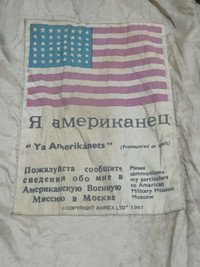 Я американец
"Ya Amerikánets" (Pronounced as spelt)
Пожалуйста сообщите
сведения обо мне в
Американскую Военную
Миссию в Москве
Please
communicate
my particulars
to American
Military Mission
Moscow
©COPYRIGHT AVIREX, LTD® 1987